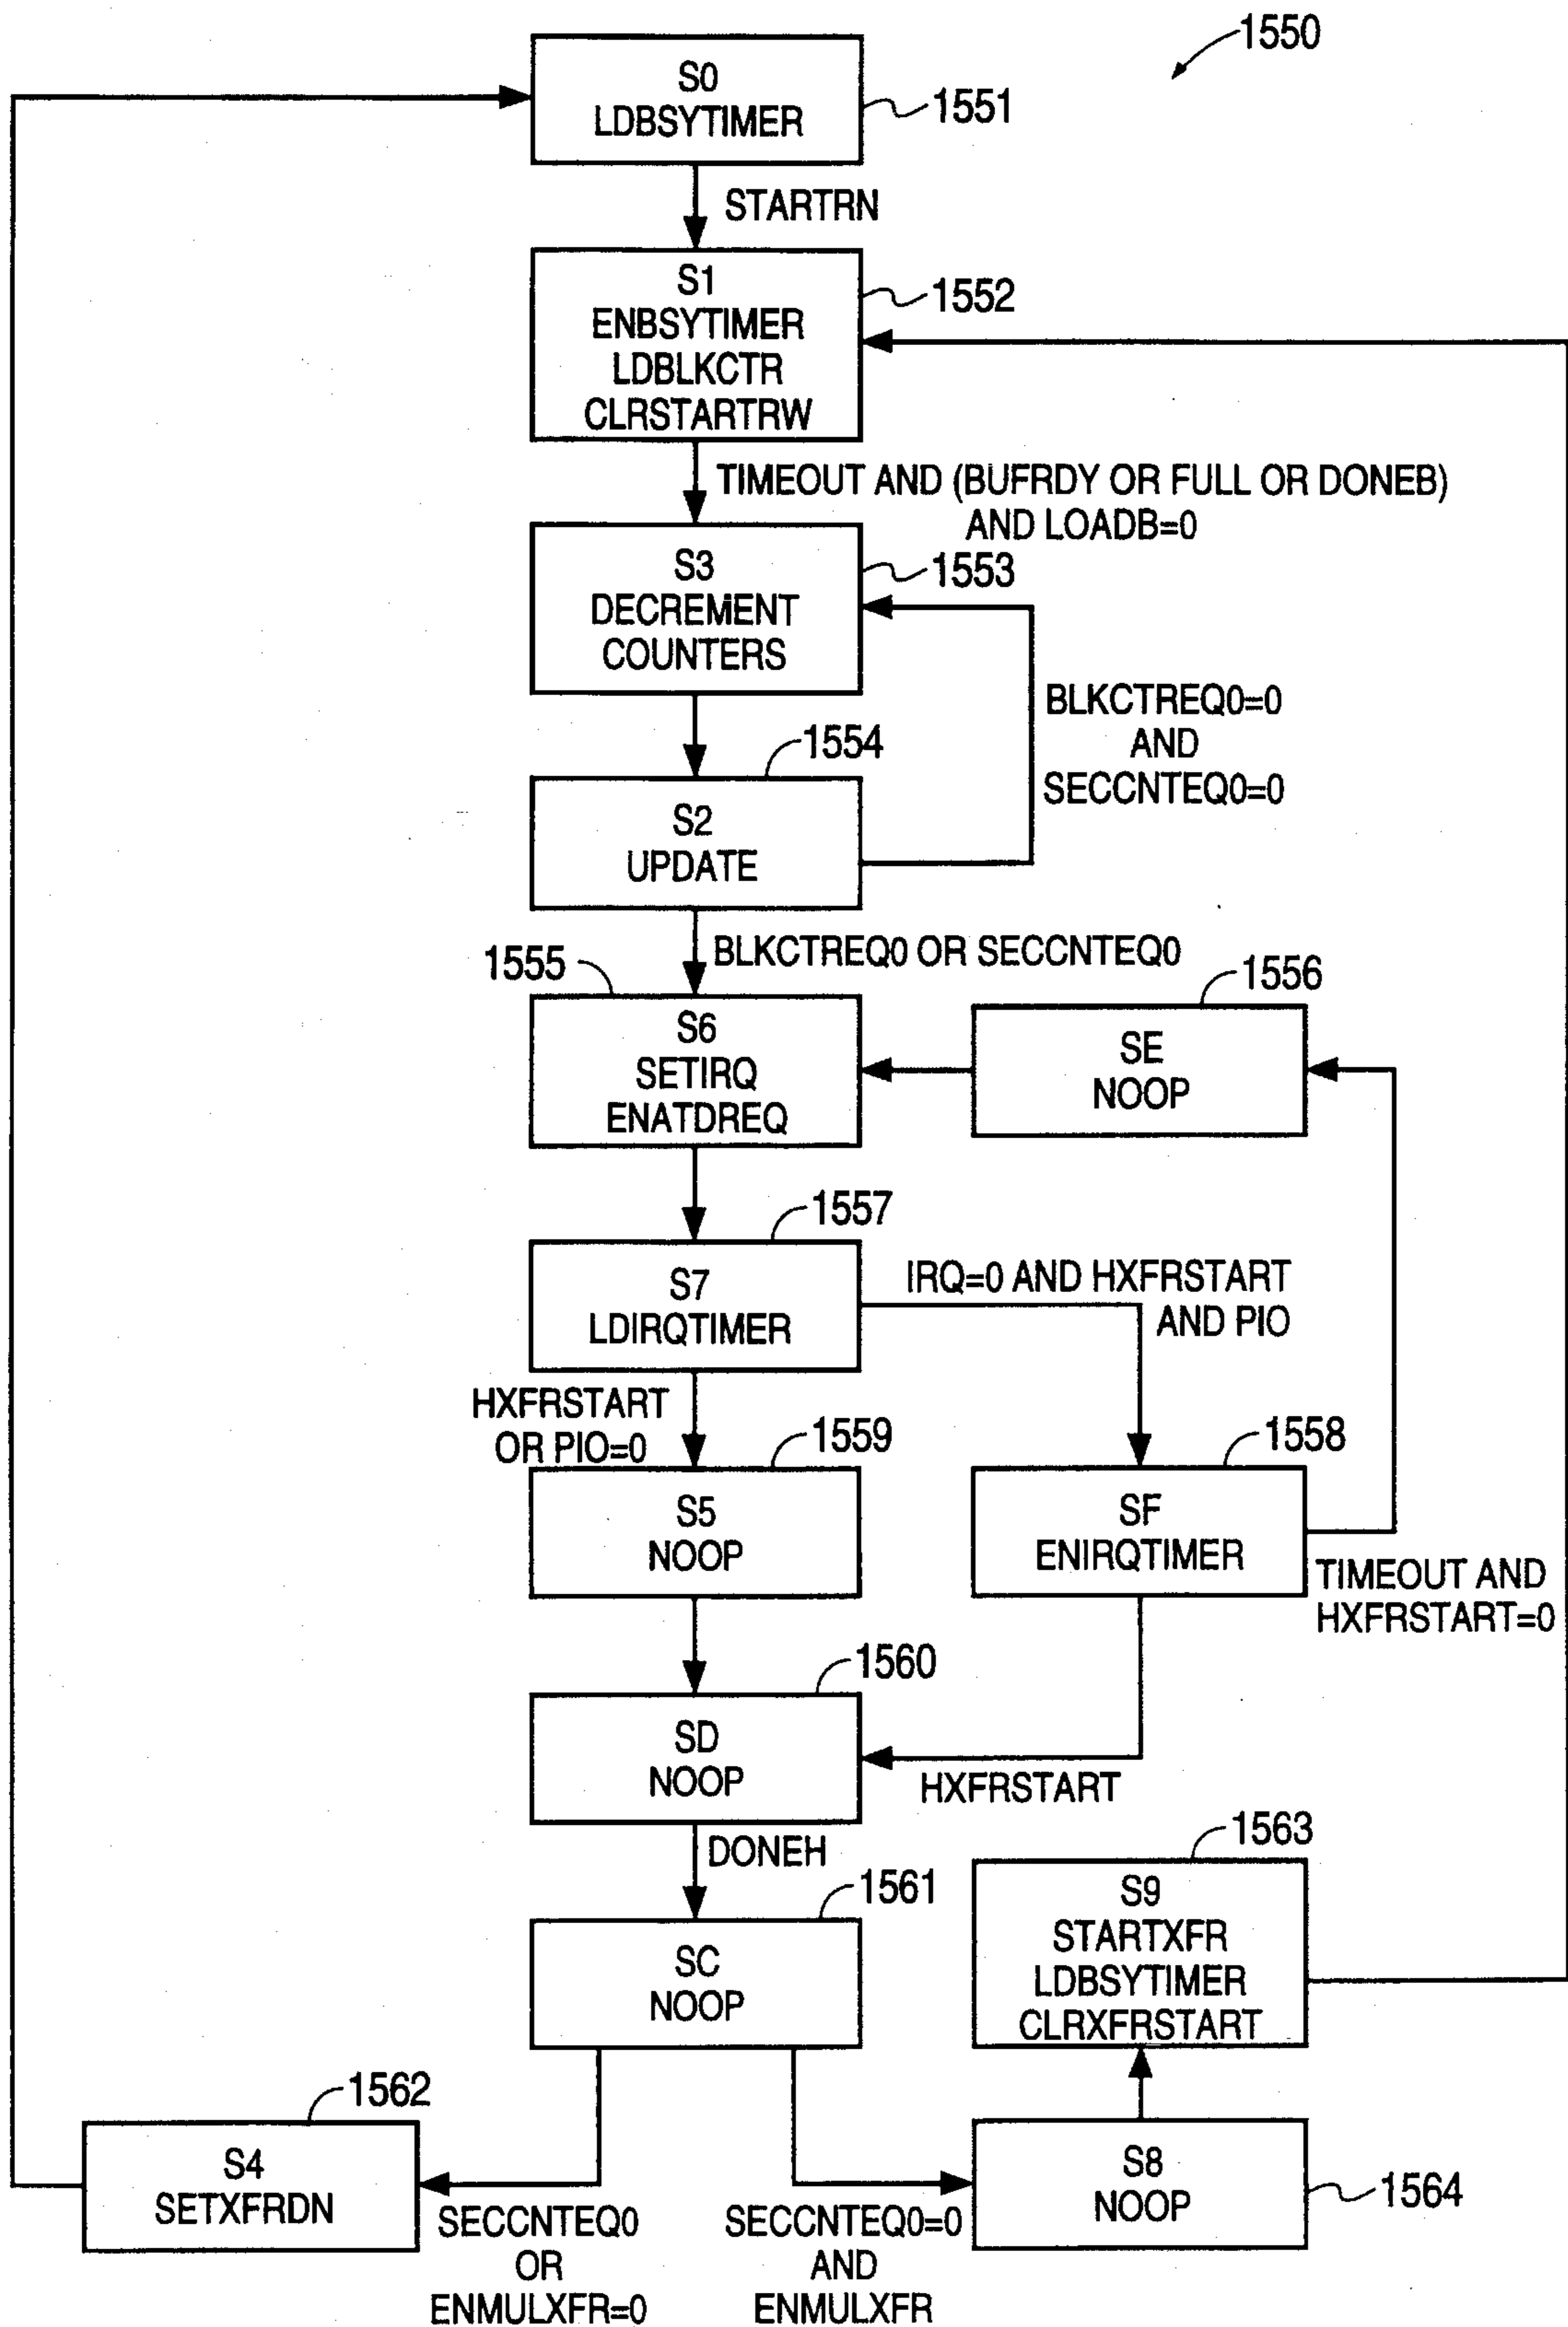 1550
S0
LDBSYTIMER
1551
STARTRN
S1
ENBSYTIMER
LDBLKCTR
CLRSTARTRW
1552
TIMEOUT AND (BUFRDY OR FULL OR DONEB)
AND LOADB=0
S3
DECREMENT
COUNTERS
1553
BLKCTREQ0=0
AND
SECCNTEQ0=0
1554
S2
UPDATE
BLKCTREQ0 OR SECCNTEQ0
1555
1556
S6
SETIRQ
ENATDREQ
SE
NOOP
1557
S7
LDIRQTIMER
IRQ=0 AND HXFRSTART
AND PIO
HXFRSTART
OR PIO=0
1559
1558
S5
NOOP
SF
ENIRQTIMER
TIMEOUT AND
HXFRSTART=0
1560
SD
NOOP
HXFRSTART
DONEH
1563
1561
S9
STARTXFR
LDBSYTIMER
CLRXFRSTART
SC
NOOP
1562
S4
SETXFRDN
S8
NOOP
1564
SECCNTEQ0
OR
ENMULXFR=0
SECCNTEQ0=0
AND
ENMULXFR